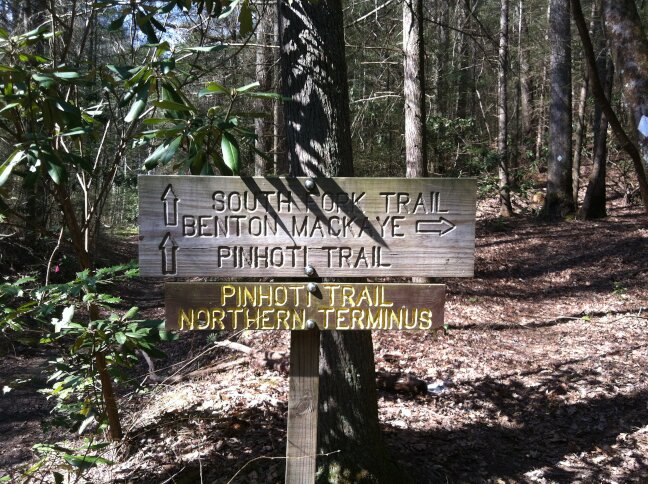 SOUTH FORK TRAIL
BENTON MACKAYE
PINHOTI TRAIL
PINHOTI TRAIL
NORTHERN TERMINUS